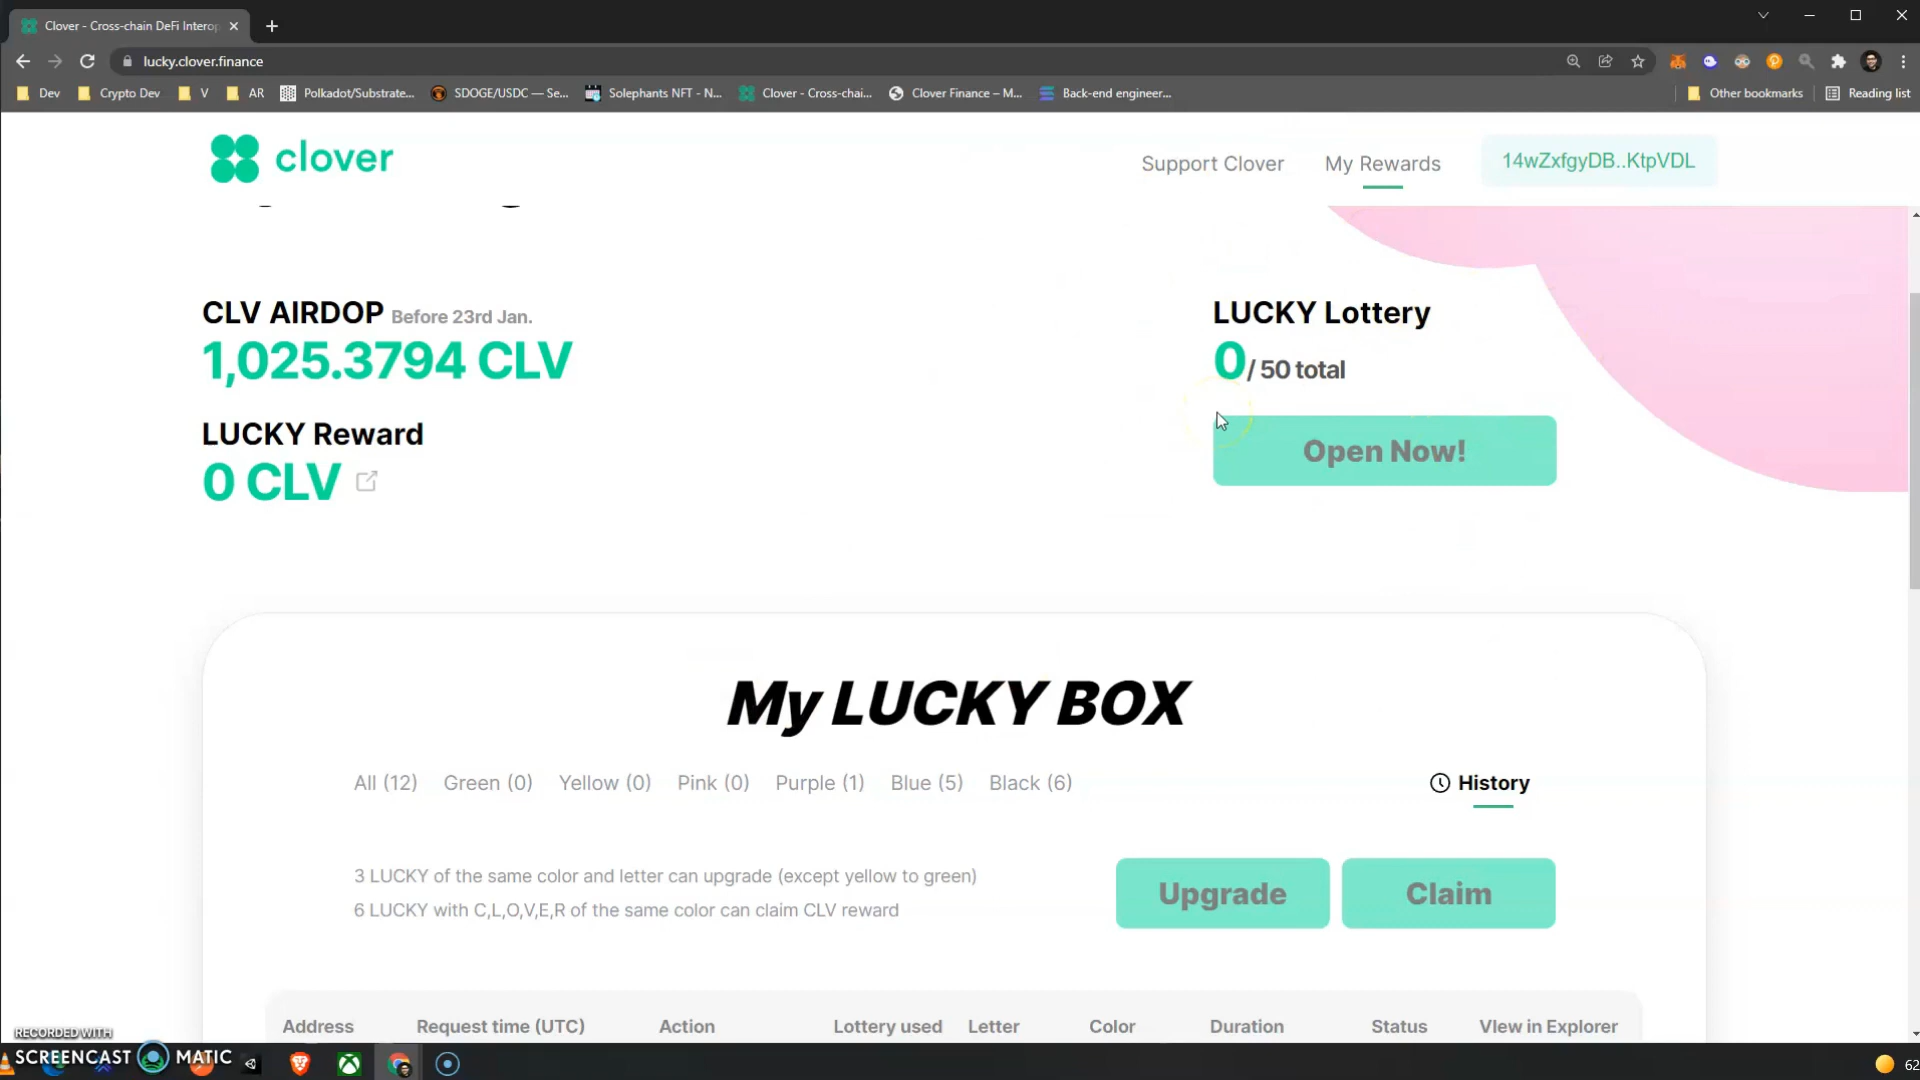 Clover - Cross-chain DeFi Interop
lucky.clover.finance
Dev
Crypto Dev
V
AR
Polkadot/Substrate...
SDOGE/USDC — Se...
Solephants NFT - N...
Clover - Cross-chai...
Clover Finance – M...
Back-end engineer...
Other bookmarks
Reading list
clover
Support Clover
My Rewards
14wZxfgyDB..KtpVDL
CLV AIRDOP Before 23rd Jan.
1,025.3794 CLV
LUCKY Reward
0 CLV
LUCKY Lottery
0 / 50 total
Open Now!
My LUCKY BOX
All (12) Green (0) Yellow (0) Pink (0) Purple (1) Blue (5) Black (6)
History
3 LUCKY of the same color and letter can upgrade (except yellow to green)
6 LUCKY with C,L,O,V,E,R of the same color can claim CLV reward
Upgrade
Claim
Address Request time (UTC) Action Lottery used Letter Color Duration Status VIew in Explorer
RECORDED WITH
SCREENCAST MATIC
62